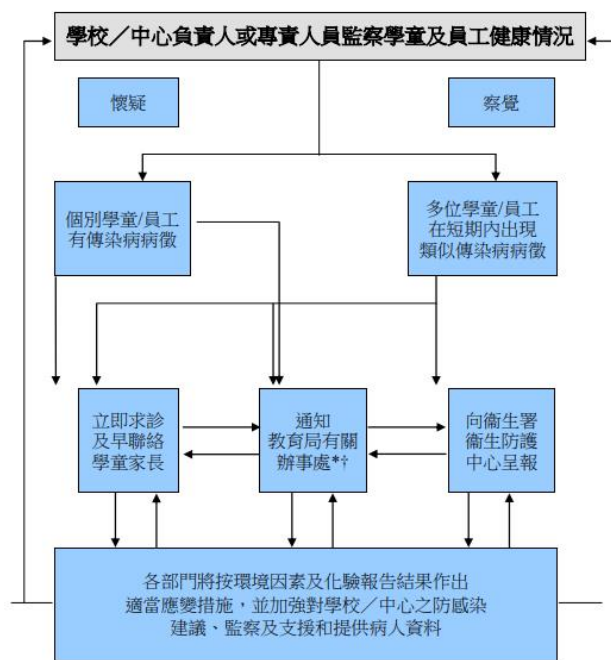 學校／中心負責人或專責人員監察學童及員工健康情況
懷疑
察覺
個別學童/員工
有傳染病病徵
多位學童/員工
在短期內出現
類似傳染病病徵
立即求診
及早聯絡
學童家長
通知
教育局有關
辦事處*†
向衞生署
衞生防護
中心呈報
各部門將按環境因素及化驗報告結果作出
適當應變措施，並加強對學校／中心之防感染
建議、監察及支援和提供病人資料